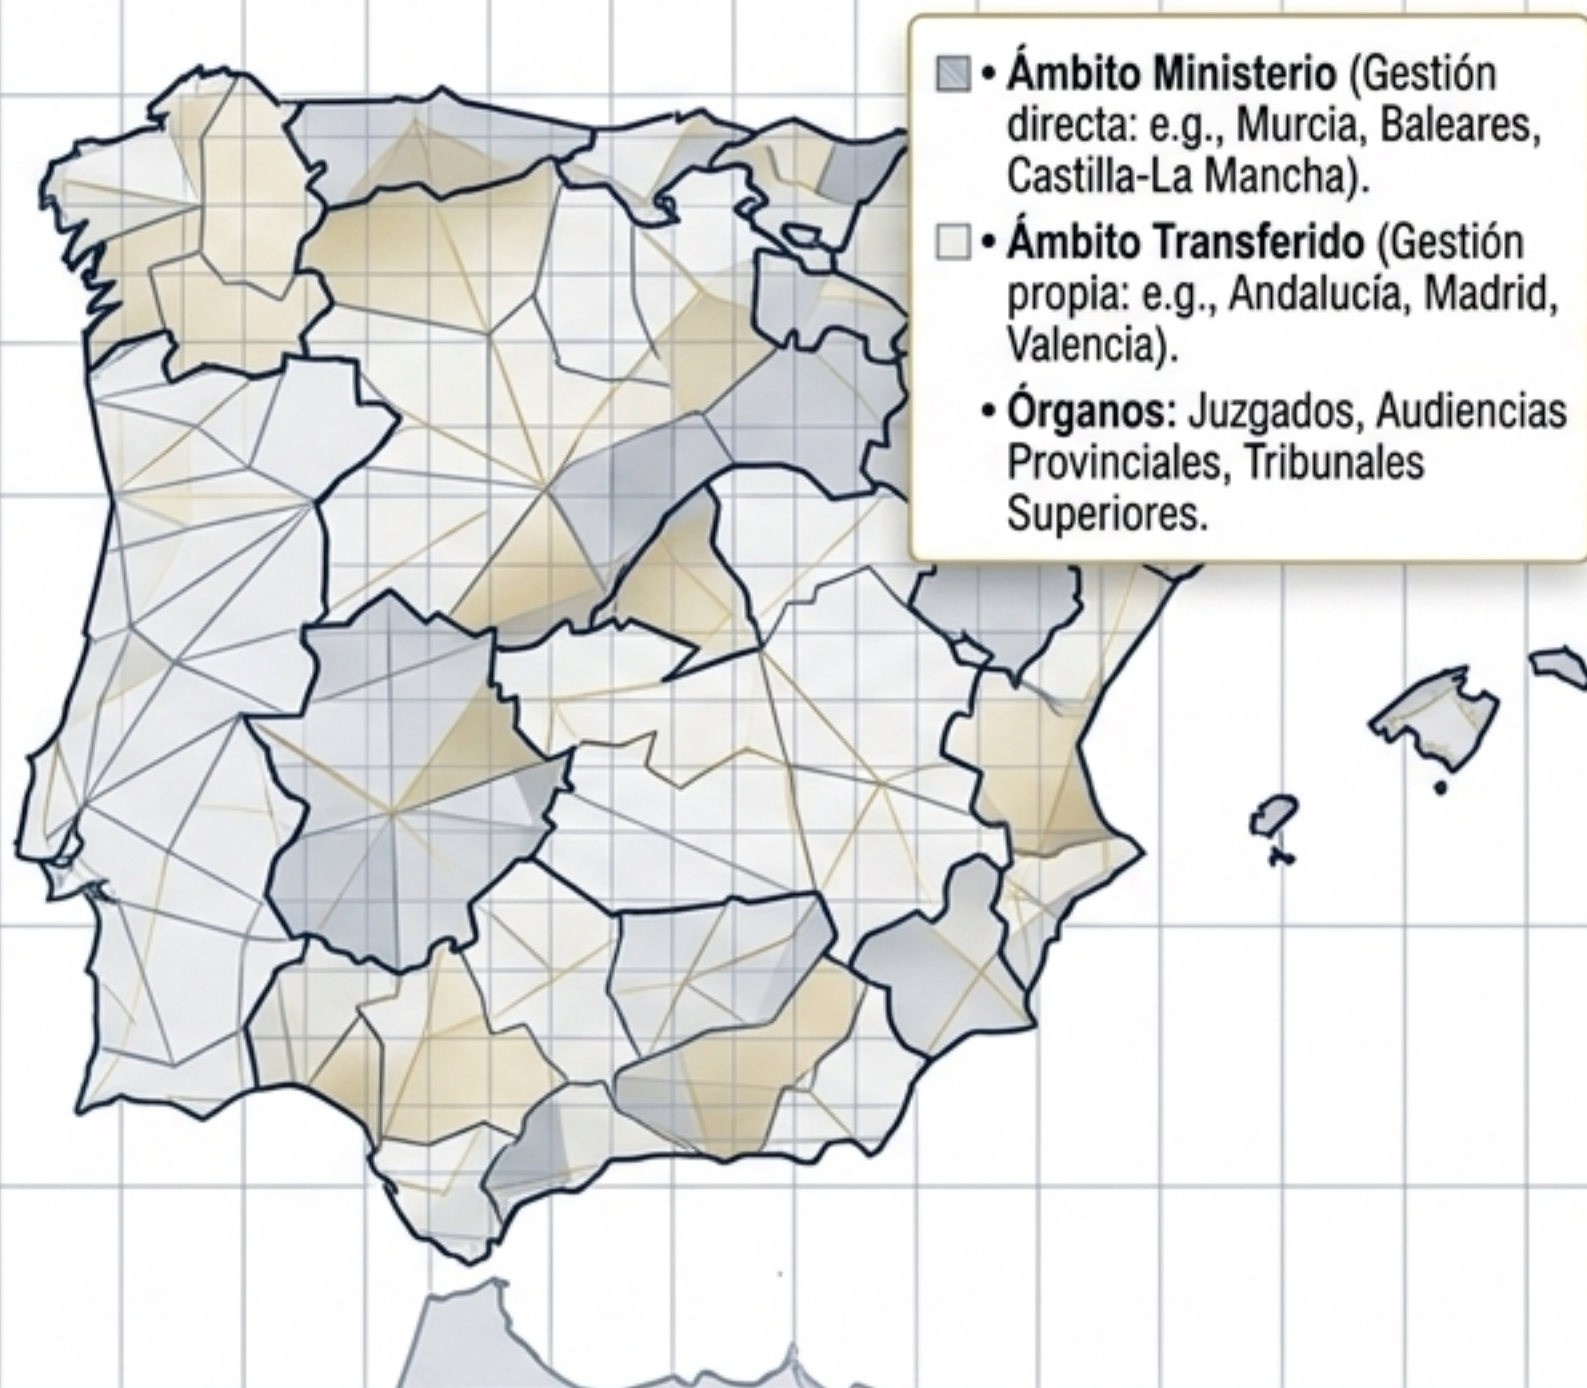 • Ámbito Ministerio (Gestión
directa: e.g., Murcia, Baleares,
Castilla-La Mancha).
• Ámbito Transferido (Gestión
propia: e.g., Andalucía, Madrid,
Valencia).
• Órganos: Juzgados, Audiencias
Provinciales, Tribunales
Superiores.